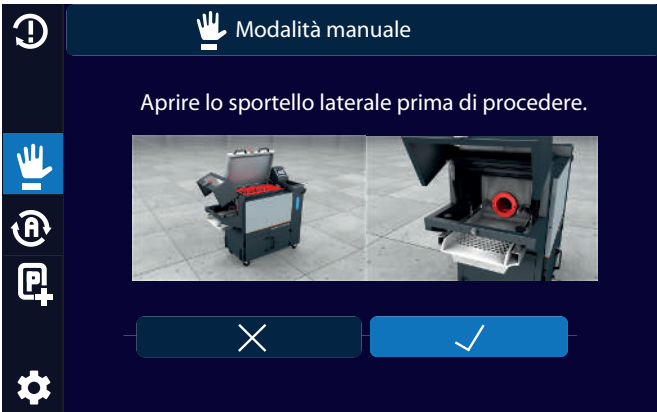 Modalità manuale
Aprire lo sportello laterale prima di procedere.
A
P